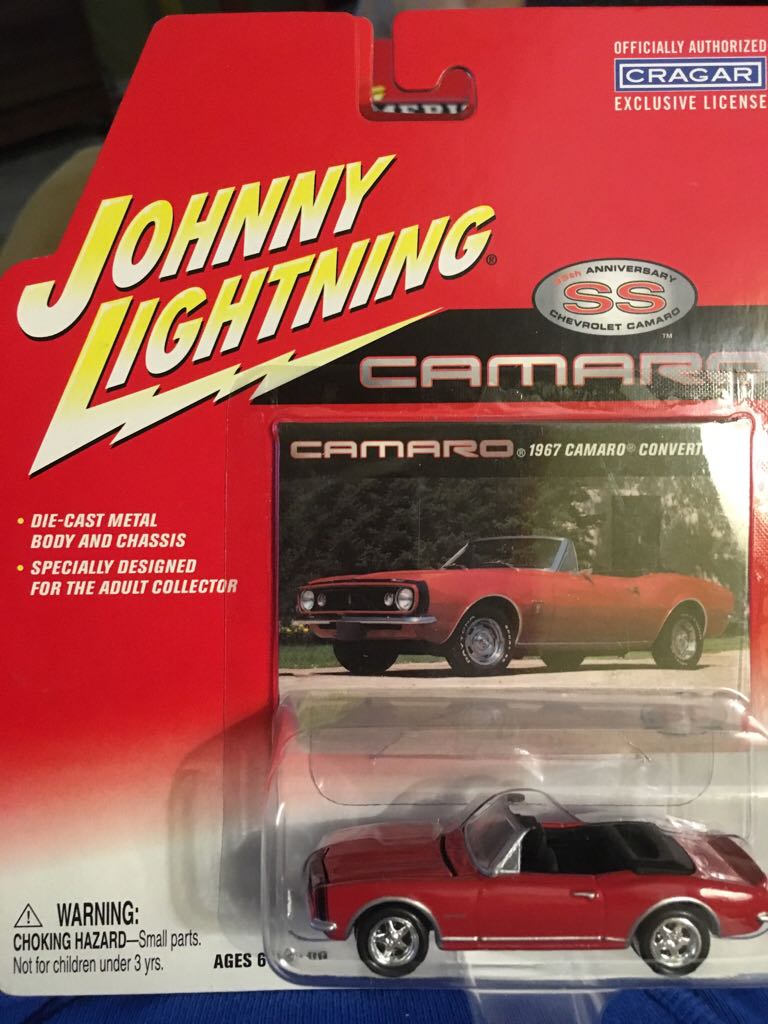 OFFICIALLY AUTHORIZED
CRAGAR
EXCLUSIVE LICENSE
JOHNNY
LIGHTNING®
35th ANNIVERSARY
SS
CHEVROLET CAMARO
TM
CAMARO
CAMARO® 1967 CAMARO® CONVERT
• DIE-CAST METAL
BODY AND CHASSIS
• SPECIALLY DESIGNED
FOR THE ADULT COLLECTOR
WARNING:
CHOKING HAZARD—Small parts.
Not for children under 3 yrs.
AGES 6